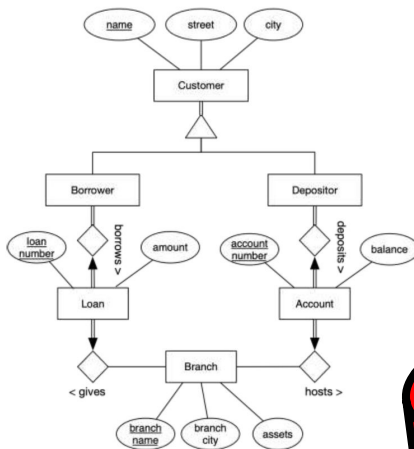 name
street
city
Customer
Borrower
Depositor
borrows >
deposits >
loan
number
amount
account
number
balance
Loan
Account
Branch
< gives
hosts >
branch
name
branch
city
assets